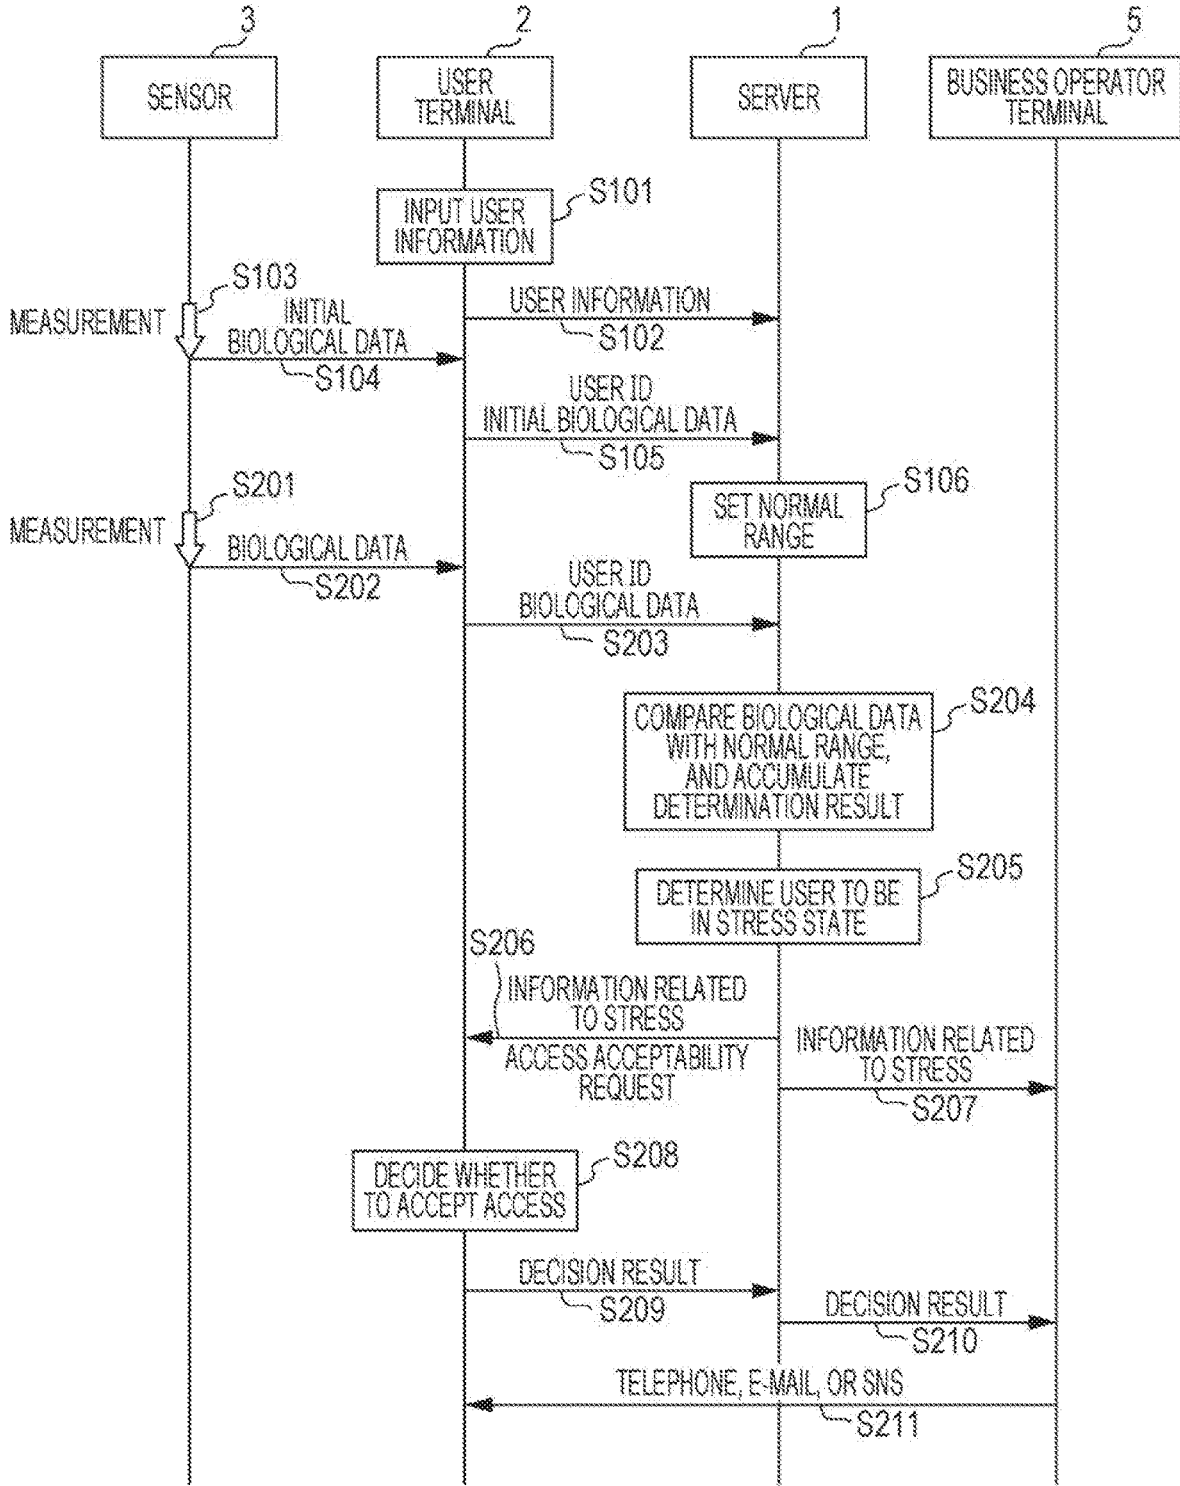 3
2
1
5
SENSOR
USER
TERMINAL
SERVER
BUSINESS OPERATOR
TERMINAL
S101
INPUT USER
INFORMATION
S103
MEASUREMENT
INITIAL
BIOLOGICAL DATA
S104
USER INFORMATION
S102
USER ID
INITIAL BIOLOGICAL DATA
S105
S106
SET NORMAL
RANGE
S201
MEASUREMENT
BIOLOGICAL DATA
S202
USER ID
BIOLOGICAL DATA
S203
S204
COMPARE BIOLOGICAL DATA
WITH NORMAL RANGE,
AND ACCUMULATE
DETERMINATION RESULT
S205
DETERMINE USER TO BE
IN STRESS STATE
S206
INFORMATION RELATED
TO STRESS
ACCESS ACCEPTABILITY
REQUEST
INFORMATION RELATED
TO STRESS
S207
S208
DECIDE WHETHER
TO ACCEPT ACCESS
DECISION RESULT
S209
DECISION RESULT
S210
TELEPHONE, E-MAIL, OR SNS
S211